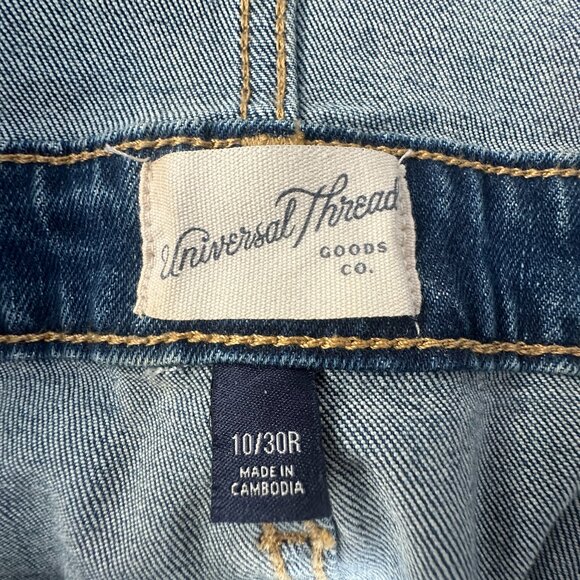 Universal Thread
GOODS
CO.
10/30R
MADE IN
CAMBODIA